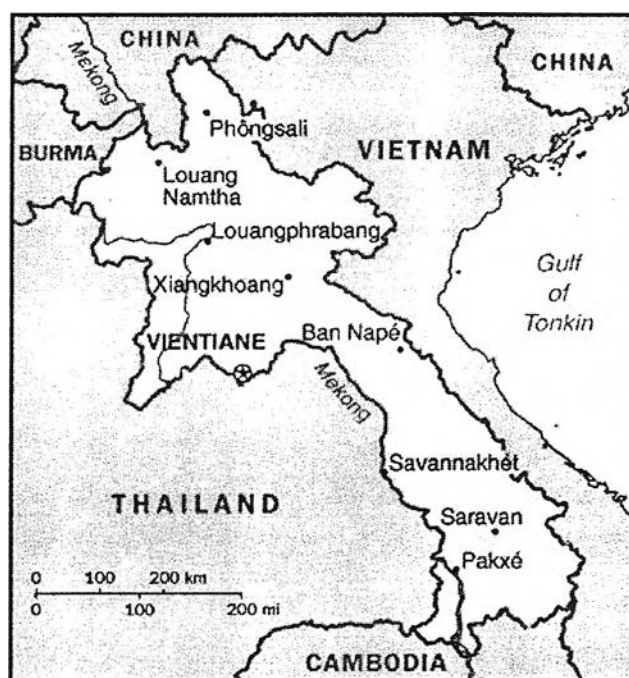 CHINA
CHINA
Mekong
Phôngsali
BURMA
VIETNAM
Louang
Namtha
Louangphrabang
Gulf
of
Tonkin
Xiangkhoang
VIENTIANE
Ban Napé
Mekong
Savannakhét
THAILAND
Saravan
Pakxé
0 100 200 km
0 100 200 mi
CAMBODIA